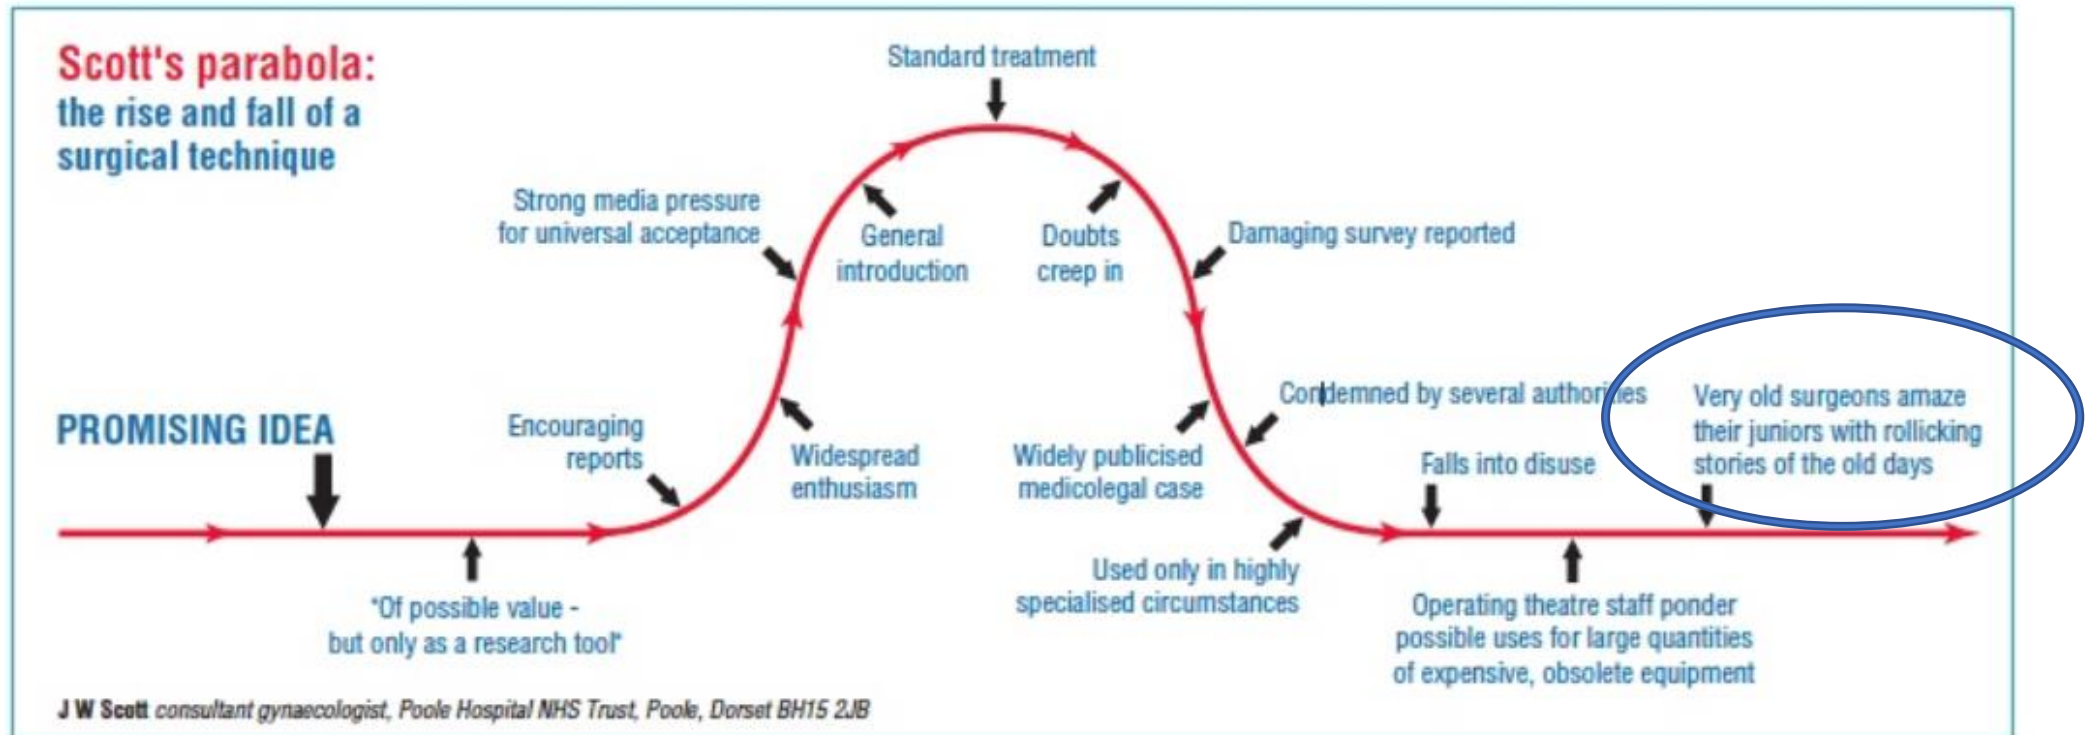 Scott's parabola:
the rise and fall of a
surgical technique
Standard treatment
Strong media pressure
for universal acceptance
General
introduction
Doubts
creep in
Damaging survey reported
PROMISING IDEA
Encouraging
reports
Widespread
enthusiasm
Widely publicised
medicolegal case
Condemned by several authorities
Falls into disuse
Very old surgeons amaze
their juniors with rollicking
stories of the old days
"Of possible value -
but only as a research tool"
Used only in highly
specialised circumstances
Operating theatre staff ponder
possible uses for large quantities
of expensive, obsolete equipment
J W Scott consultant gynaecologist, Poole Hospital NHS Trust, Poole, Dorset BH15 2JB